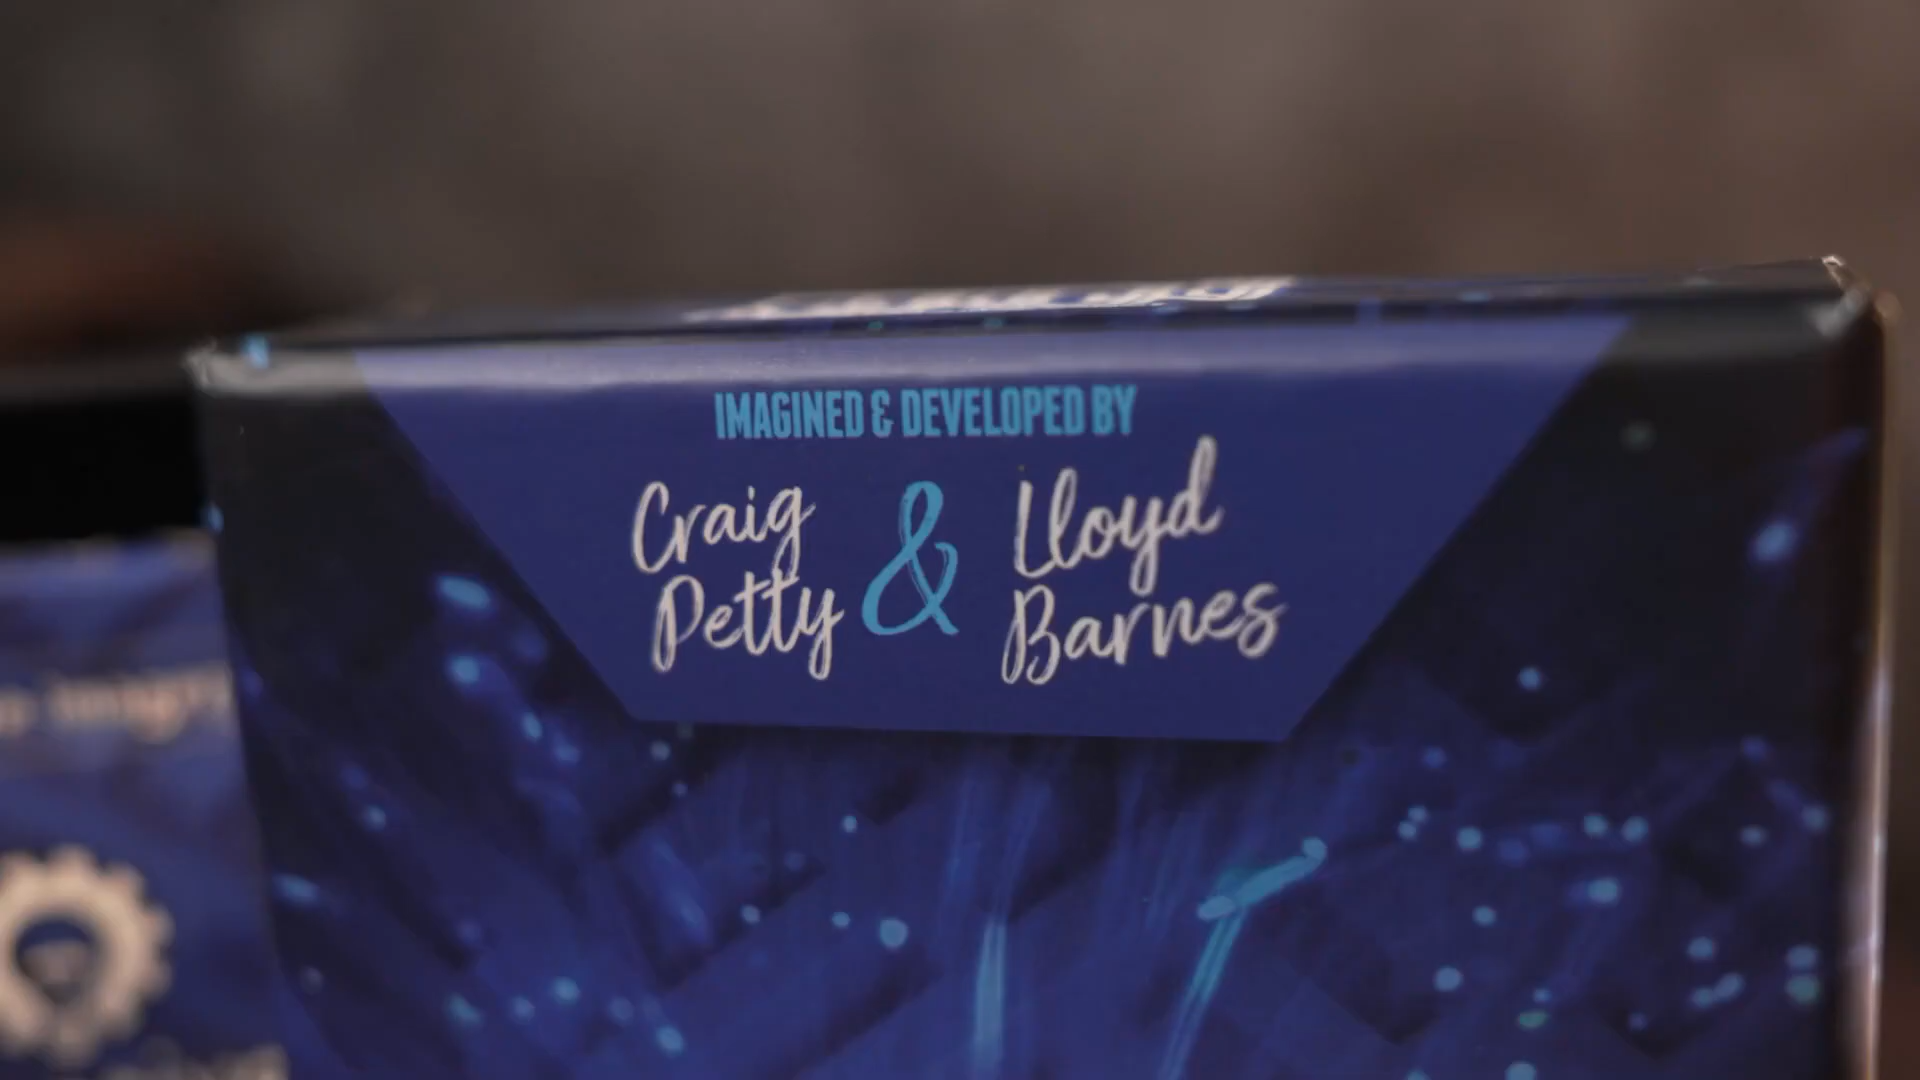 IMAGINED & DEVELOPED BY
Craig
Petty
&
Lloyd
Barnes